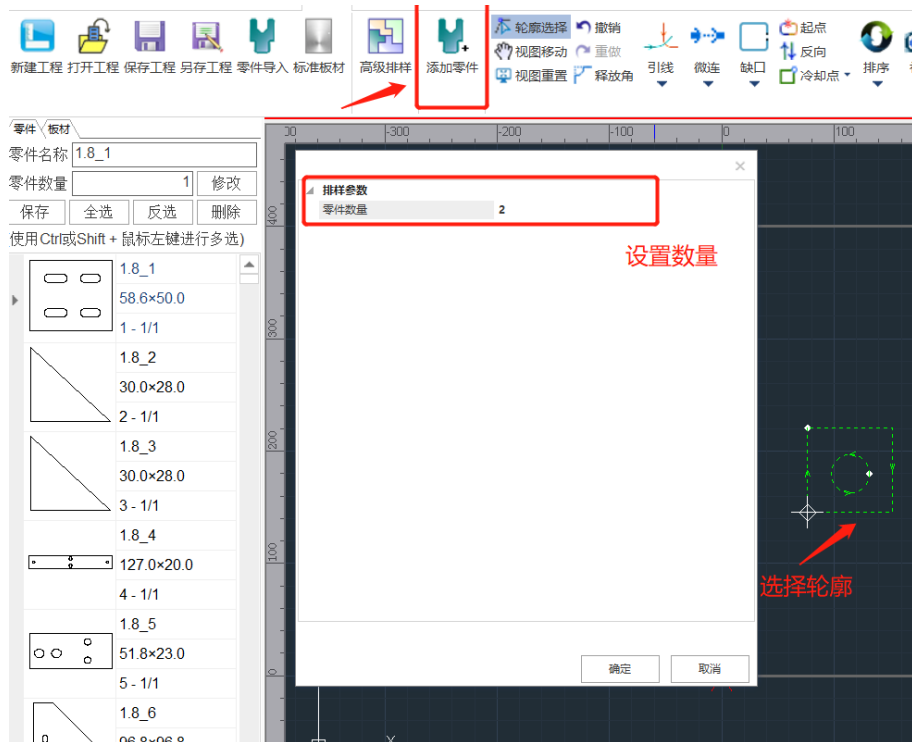 新建工程 打开工程 保存工程 另存工程 零件导入 标准板材 高级排样 添加零件
轮廓选择 撤销
视图移动 重做
视图重置 释放角
引线 微连 缺口
起点
反向
冷却点
排序
零件 板材
零件名称 1.8_1
零件数量 1 修改
保存 全选 反选 删除
使用Ctrl或Shift + 鼠标左键进行多选)
1.8_1
58.6×50.0
1 - 1/1
1.8_2
30.0×28.0
2 - 1/1
1.8_3
30.0×28.0
3 - 1/1
1.8_4
127.0×20.0
4 - 1/1
1.8_5
51.8×23.0
5 - 1/1
1.8_6
96.8×96.8
-300 -200 -100 0 100
400
300
200
100
0
排样参数
零件数量 2
设置数量
确定 取消
选择轮廓